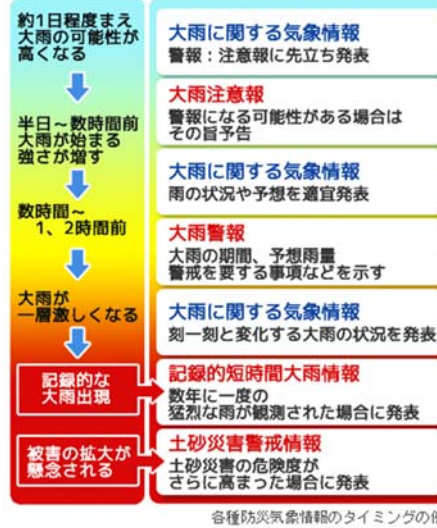 約1日程度まえ
大雨の可能性が
高くなる
大雨に関する気象情報
警報：注意報に先立ち発表
半日～数時間前
大雨が始まる
強さが増す
大雨注意報
警報になる可能性がある場合は
その旨予告
大雨に関する気象情報
雨の状況や予想を適宜発表
数時間～
1、2時間前
大雨警報
大雨の期間、予想雨量
警戒を要する事項などを示す
大雨が
一層激しくなる
大雨に関する気象情報
刻一刻と変化する大雨の状況を発表
記録的な
大雨出現
記録的短時間大雨情報
数年に一度の
猛烈な雨が観測された場合に発表
被害の拡大が
懸念される
土砂災害警戒情報
土砂災害の危険度が
さらに高まった場合に発表
各種防災気象情報のタイミングの